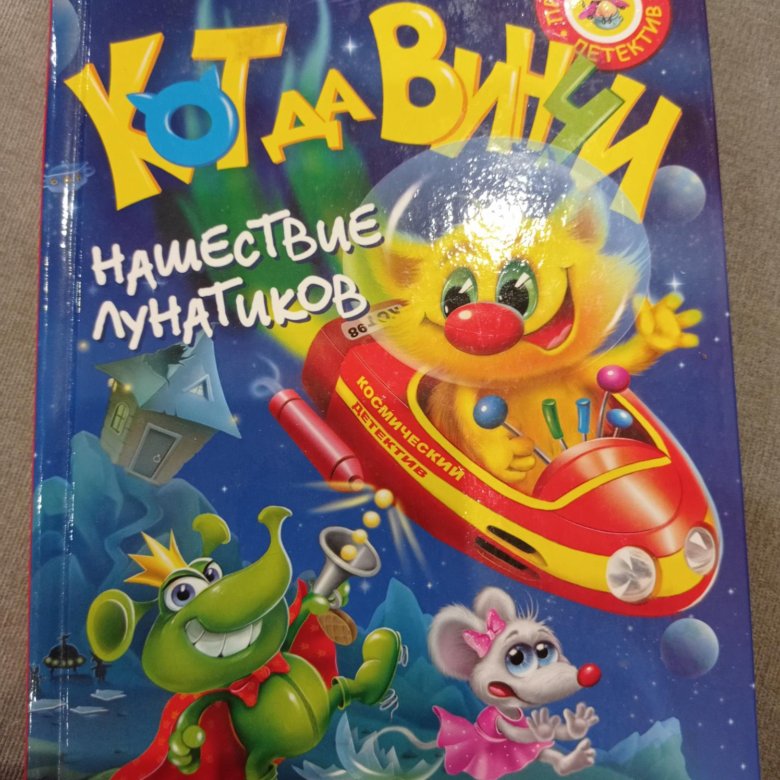 ДЕТЕКТИВ
КОТ ДА ВИНЧИ
НАШЕСТВИЕ
ЛУНАТИКОВ
КОСМИЧЕСКИЙ
ДЕТЕКТИВ